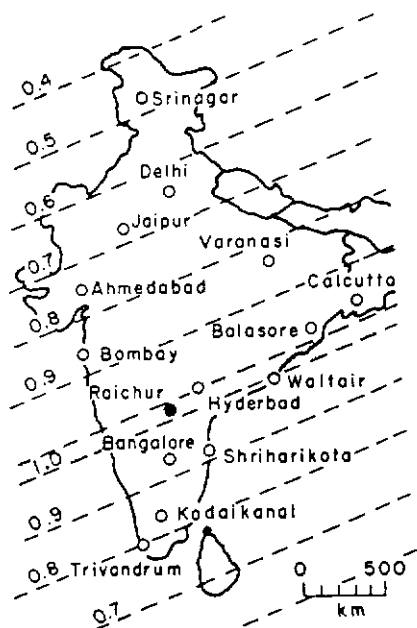 0.4
Srinagar
0.5
Delhi
0.6
Jaipur
Varanasi
0.7
Ahmedabad
Calcutta
0.8
Balasore
Bombay
0.9
Waltair
Raichur
Hyderbad
1.0
Bangalore
Shriharikota
0.9
Kodaikanal
0.8
Trivandrum
0.7
0 500
km